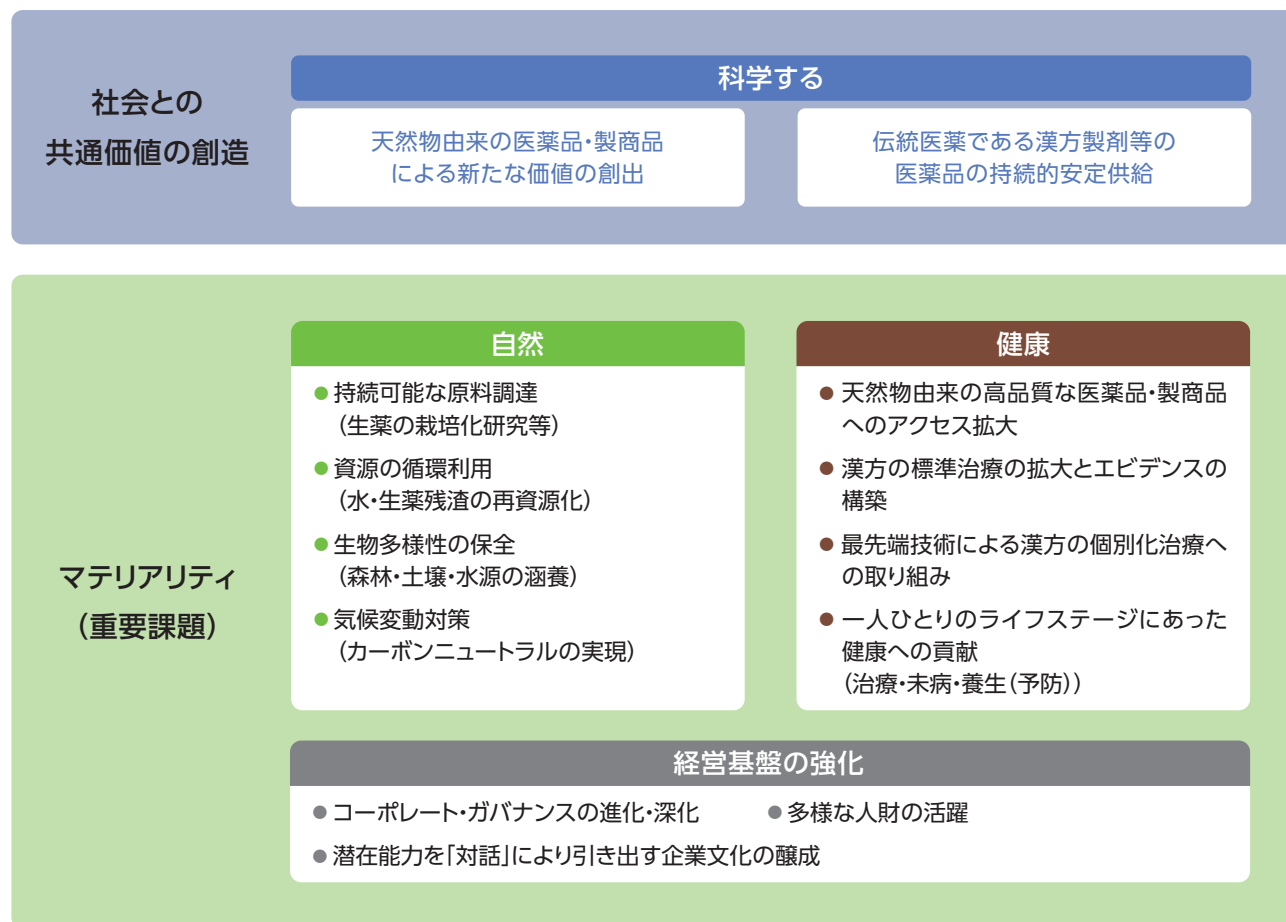 社会との
共通価値の創造
科学する
天然物由来の医薬品・製商品
による新たな価値の創出
伝統医薬である漢方製剤等の
医薬品の持続的安定供給
マテリアリティ
（重要課題）
自然
●持続可能な原料調達
（生薬の栽培化研究等）
●資源の循環利用
（水・生薬残渣の再資源化）
●生物多様性の保全
（森林・土壌・水源の涵養）
●気候変動対策
（カーボンニュートラルの実現）
健康
●天然物由来の高品質な医薬品・製商品
へのアクセス拡大
●漢方の標準治療の拡大とエビデンスの
構築
●最先端技術による漢方の個別化治療へ
の取り組み
●一人ひとりのライフステージにあった
健康への貢献
（治療・未病・養生（予防））
経営基盤の強化
●コーポレート・ガバナンスの進化・深化 ●多様な人財の活躍
●潜在能力を「対話」により引き出す企業文化の醸成